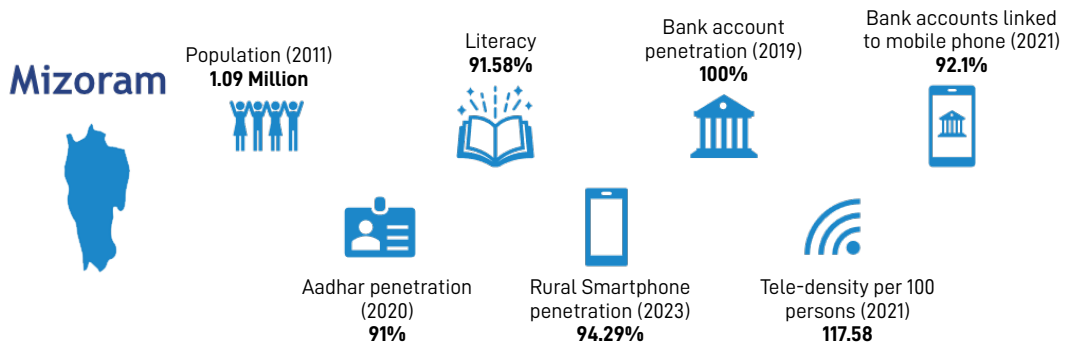 Mizoram
Population (2011)
1.09 Million
Literacy
91.58%
Bank account
penetration (2019)
100%
Bank accounts linked
to mobile phone (2021)
92.1%
Aadhar penetration
(2020)
91%
Rural Smartphone
penetration (2023)
94.29%
Tele-density per 100
persons (2021)
117.58